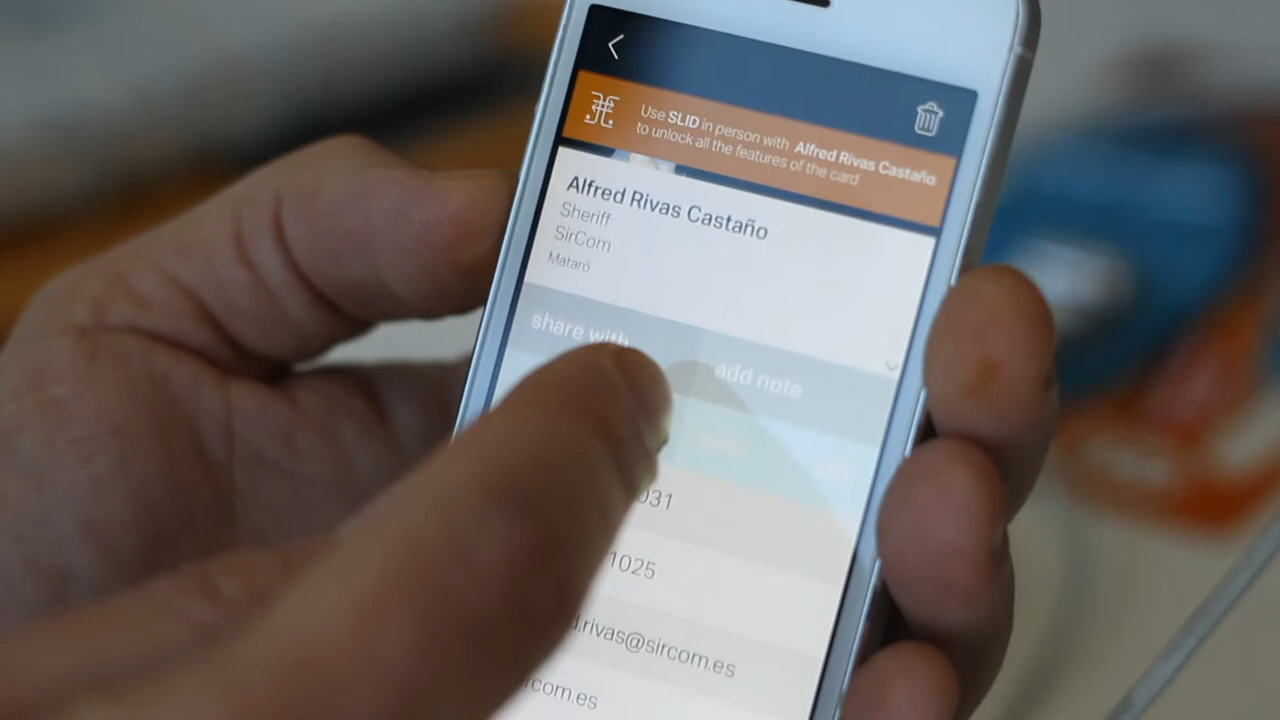 Use SLID in person with Alfred Rivas Castaño
to unlock all the features of the card
Alfred Rivas Castaño
Sheriff
SirCom
Mataró
share with
add note
031
1025
.rivas@sircom.es
rcom.es